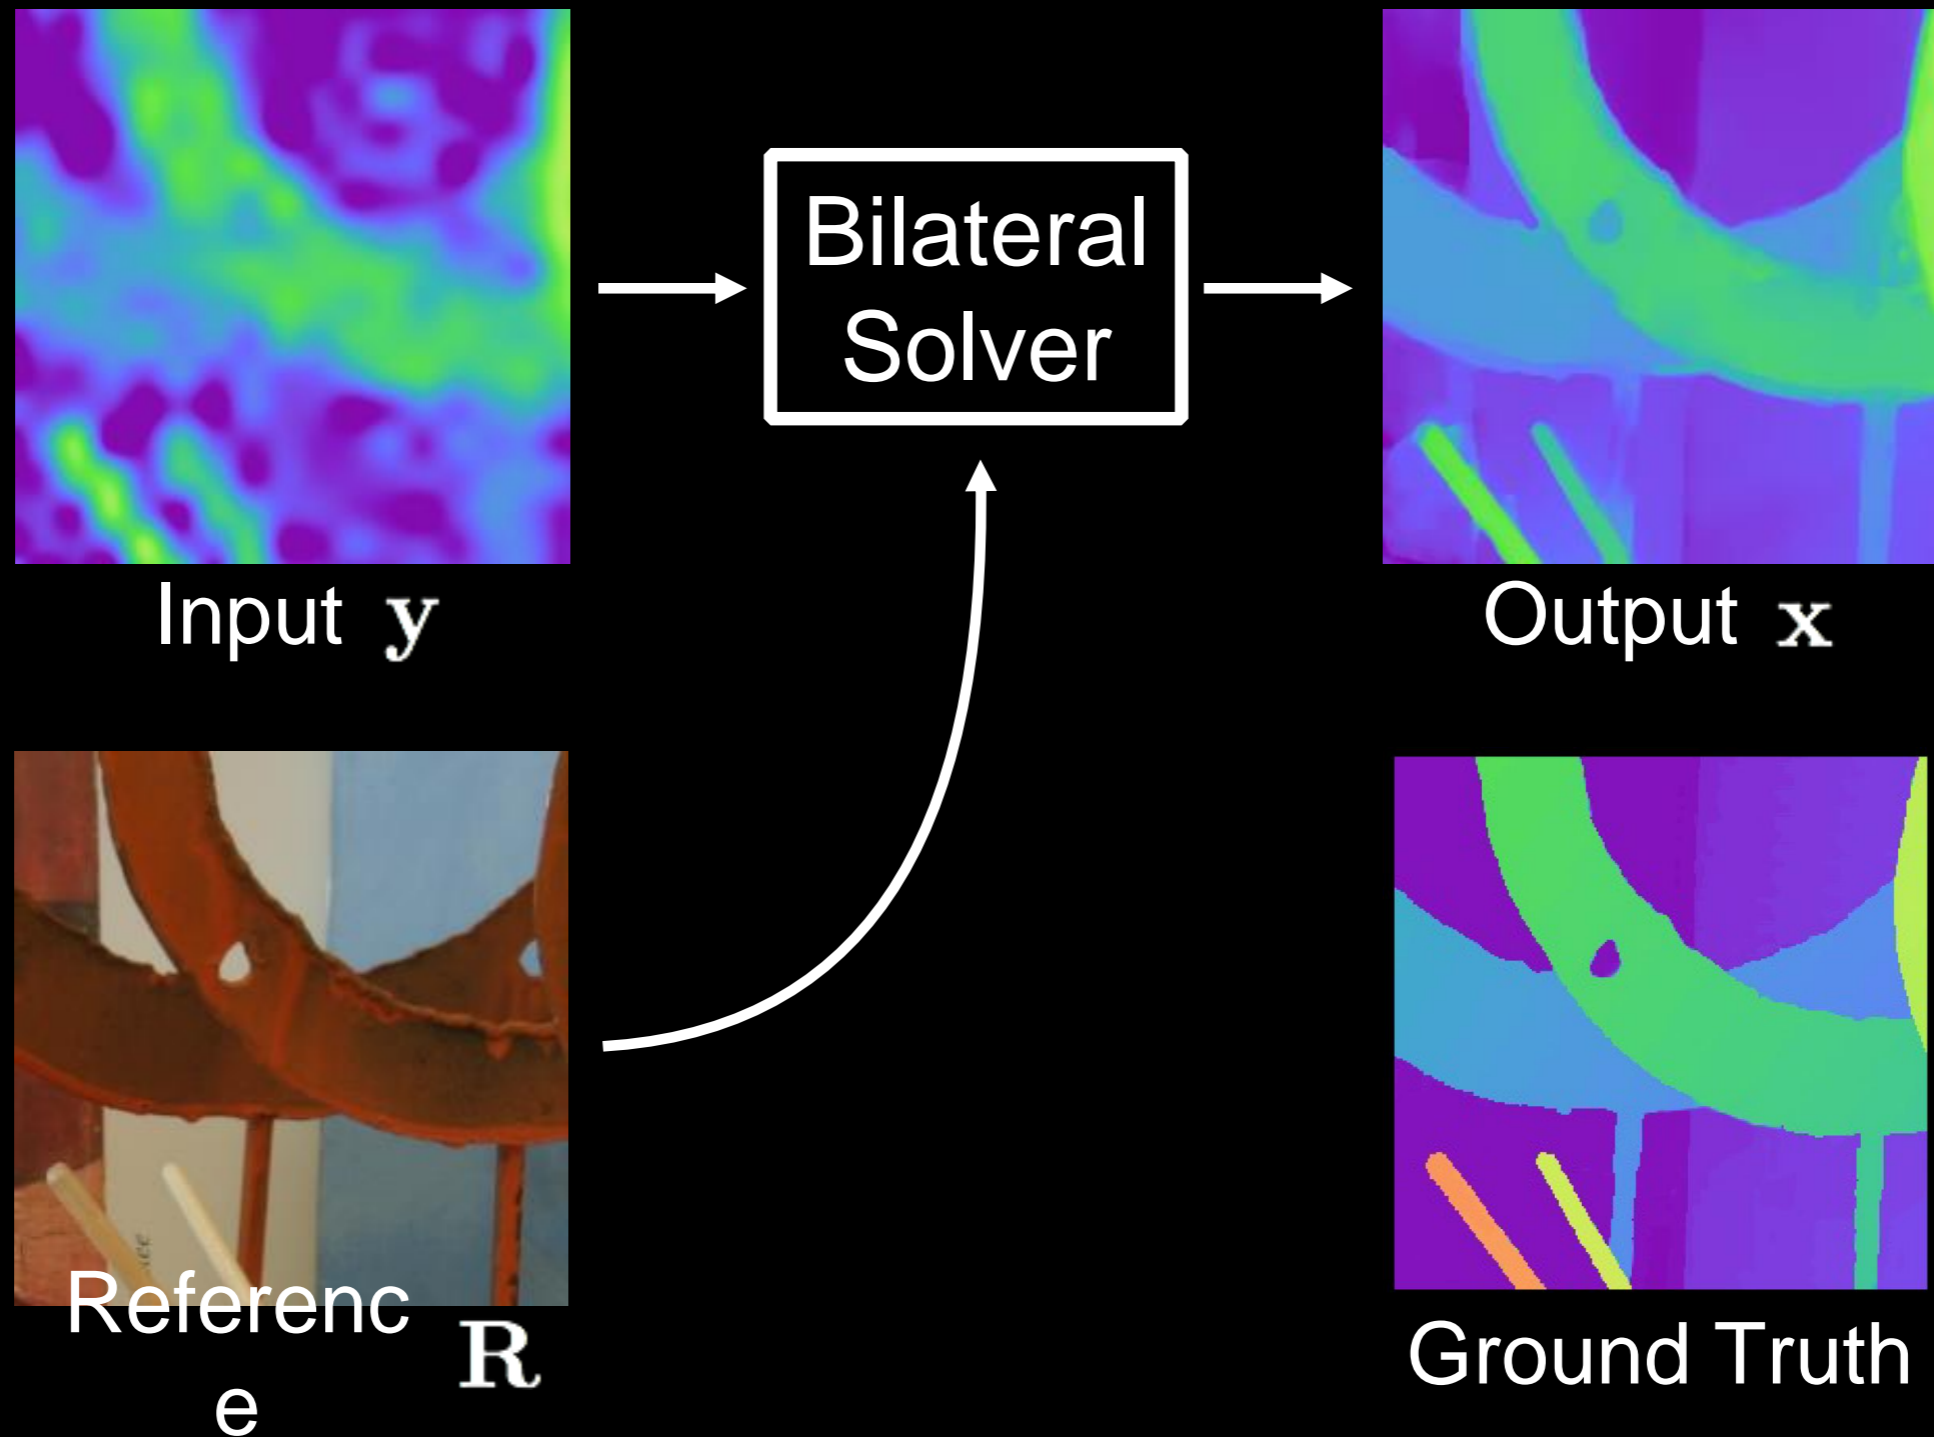 Bilateral
Solver
Input y
Output x
Referenc
e R
Ground Truth